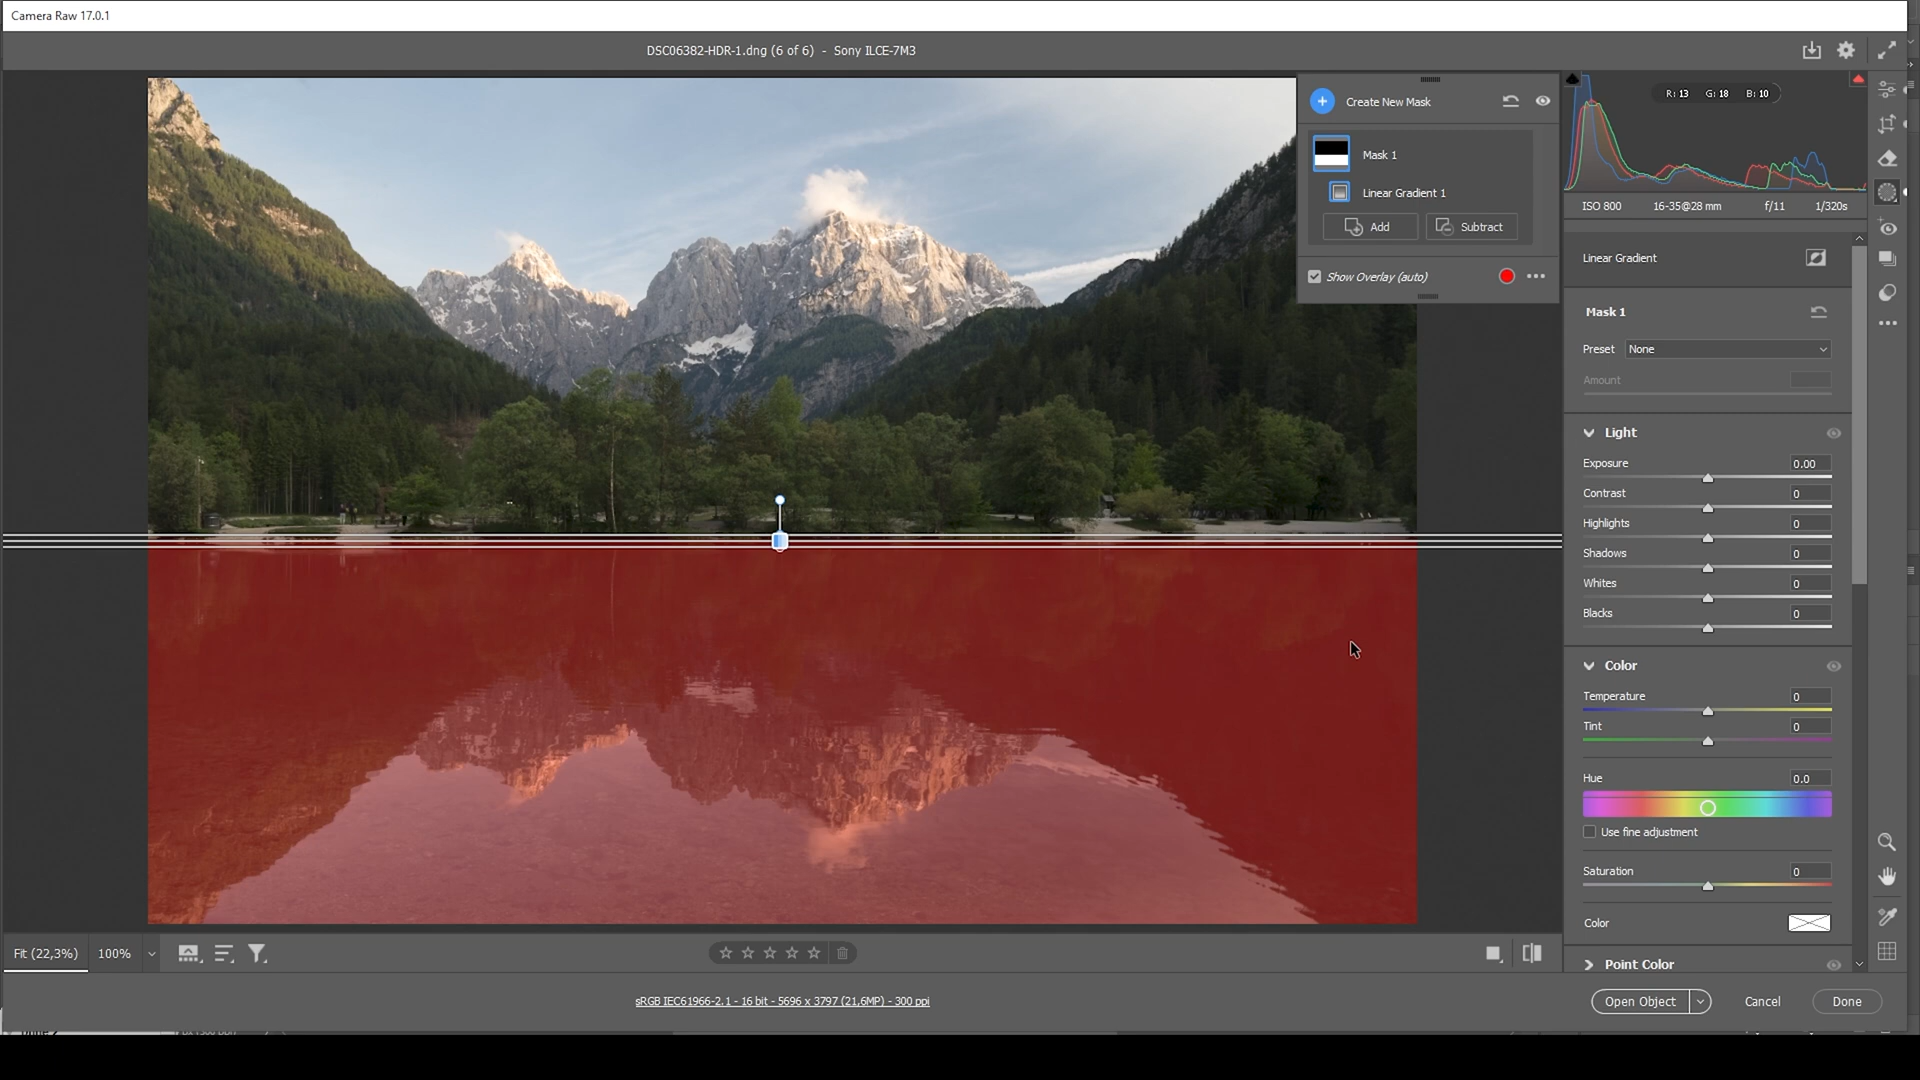 Camera Raw 17.0.1
DSC06382-HDR-1.dng (6 of 6) - Sony ILCE-7M3
Create New Mask
Mask 1
Linear Gradient 1
Add
Subtract
Show Overlay (auto)
R: 13 G: 18 B: 10
ISO 800 16-35@28 mm f/11 1/320s
Linear Gradient
Mask 1
Preset None
Amount
Light
Exposure 0.00
Contrast 0
Highlights 0
Shadows 0
Whites 0
Blacks 0
Color
Temperature 0
Tint 0
Hue 0.0
Use fine adjustment
Saturation 0
Color
Point Color
Fit (22,3%) 100%
sRGB IEC61966-2.1 - 16 bit - 5696 x 3797 (21,6MP) - 300 ppi
Open Object Cancel Done